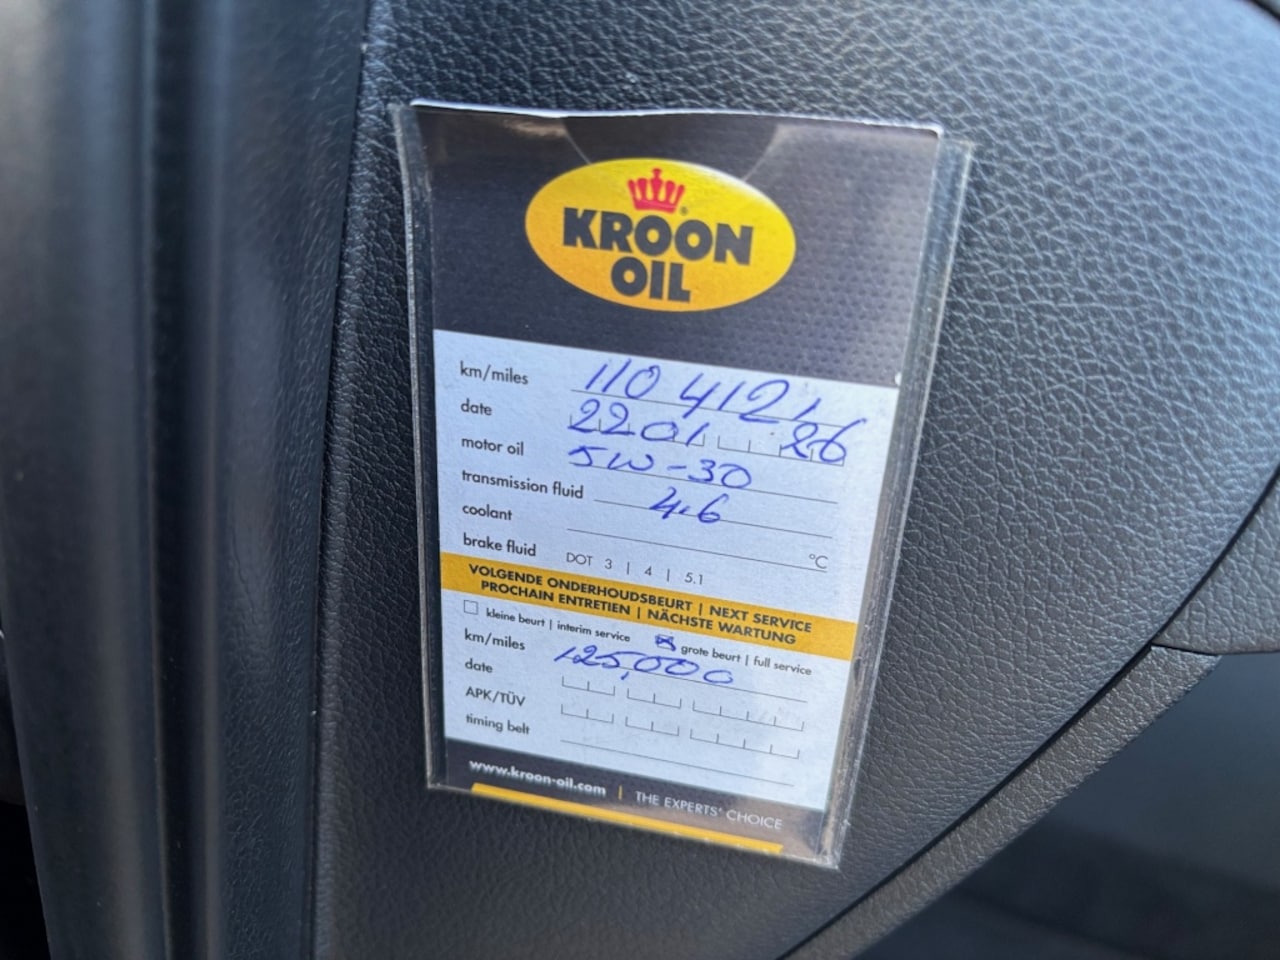 KROON
OIL
km/miles 110 412,
date 2201 26
motor oil 5W-30
transmission fluid 4.6
coolant °C
brake fluid DOT 3 | 4 | 5.1
VOLGENDE ONDERHOUDSBEURT | NEXT SERVICE
PROCHAIN ENTRETIEN | NÄCHSTE WARTUNG
kleine beurt | interim service grote beurt | full service
km/miles 125,000
date
APK/TÜV
timing belt
www.kroon-oil.com | THE EXPERTS' CHOICE